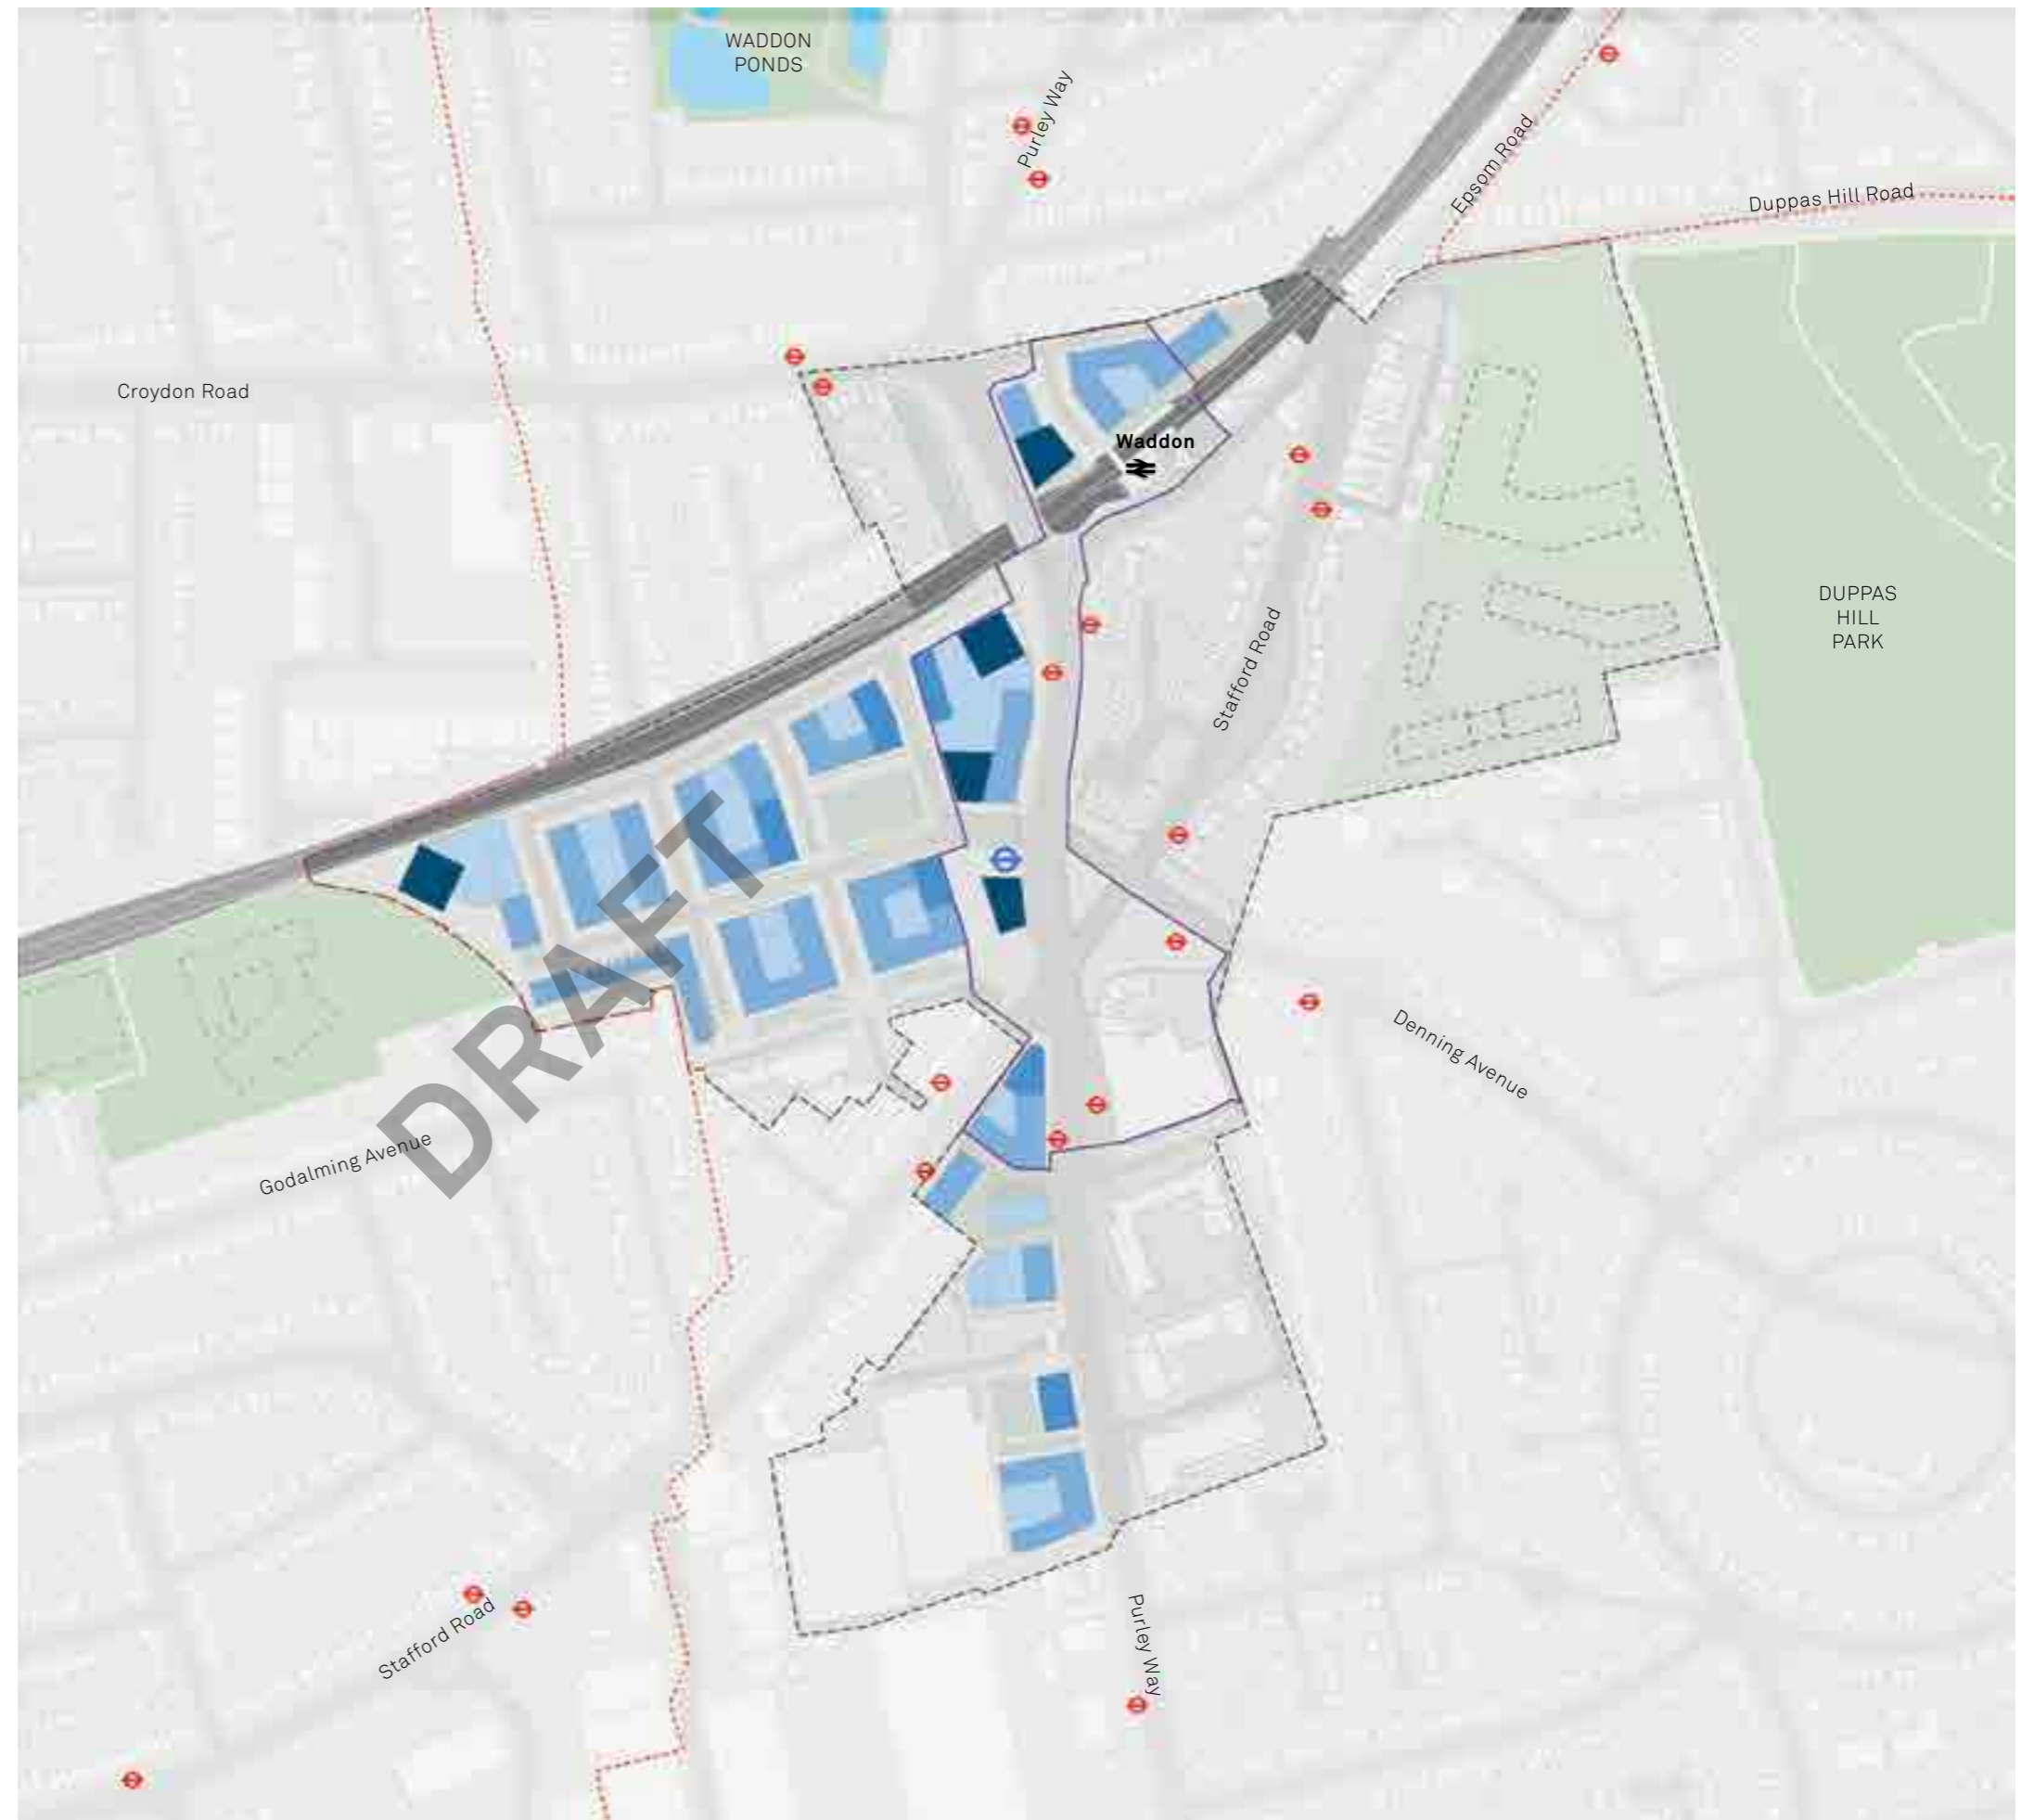 WADDON
PONDS
Purley Way
Epsom Road
Duppas Hill Road
Croydon Road
Waddon
DUPPAS
HILL
PARK
Stafford Road
DRAFT
Denning Avenue
Godalming Avenue
Stafford Road
Purley Way